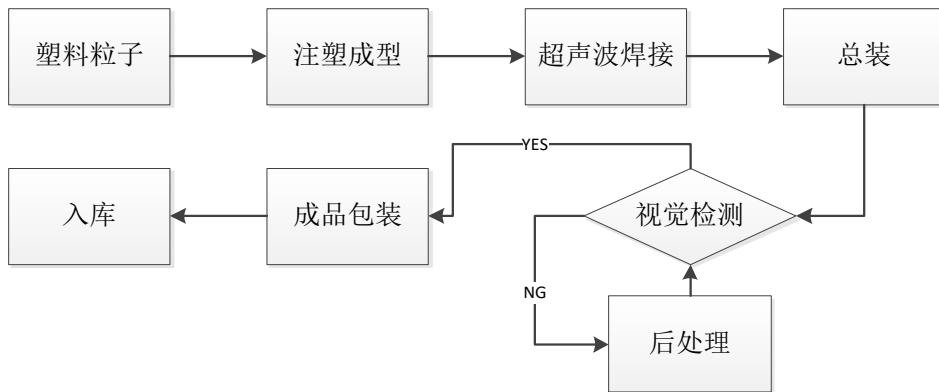 塑料粒子
注塑成型
超声波焊接
总装
YES
入库
成品包装
视觉检测
NG
后处理